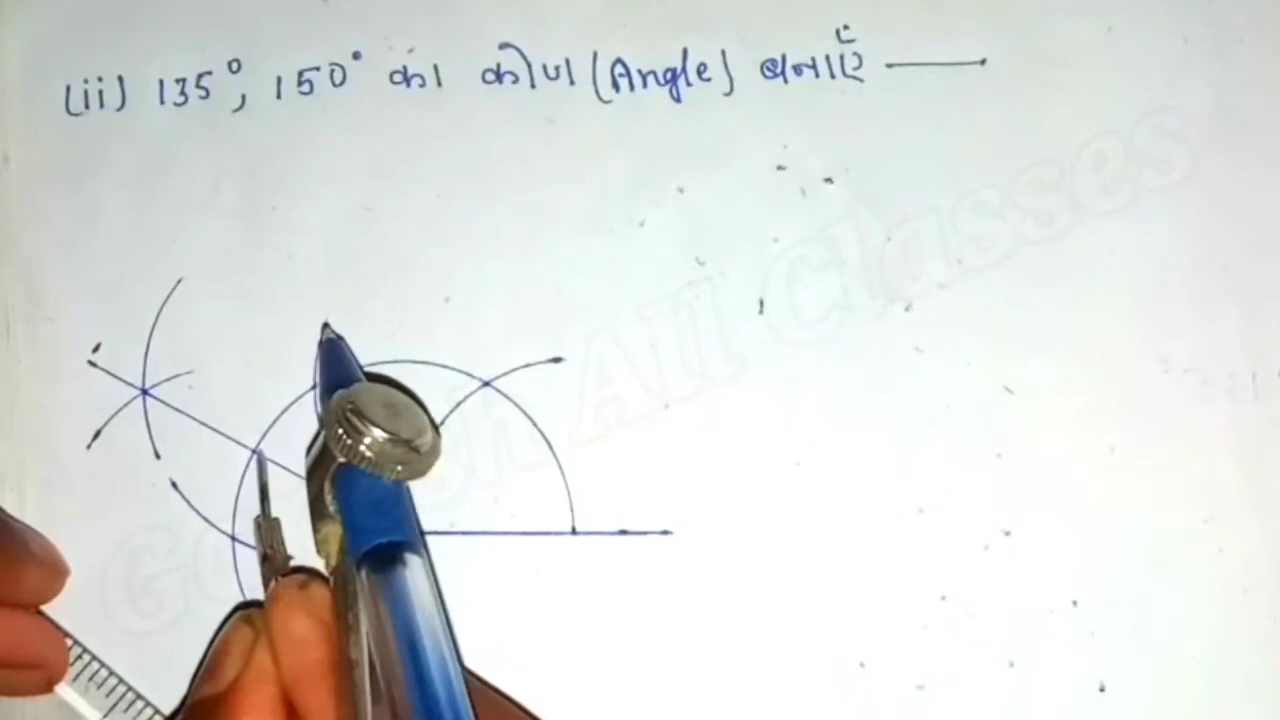 (ii) 135°, 150° का कोण (Angle) बनाएँ —